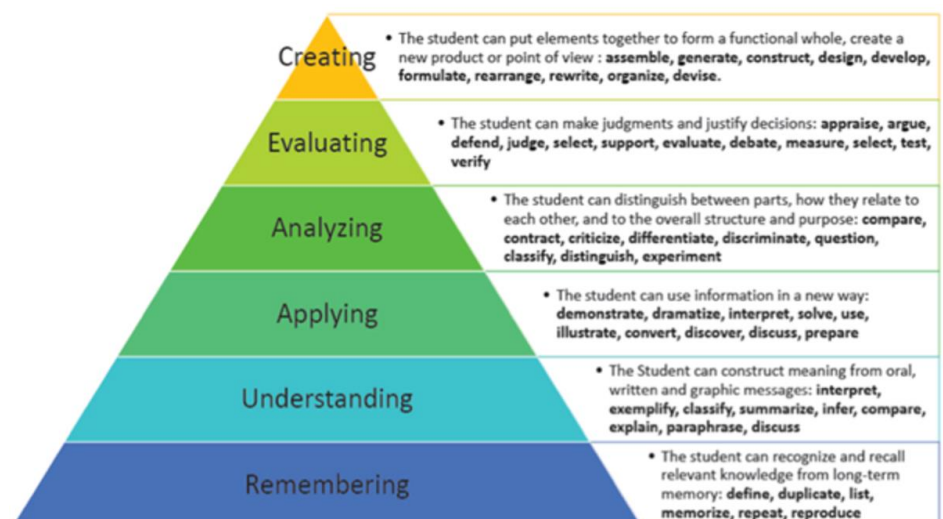 Creating
• The student can put elements together to form a functional whole, create a
new product or point of view : assemble, generate, construct, design, develop,
formulate, rearrange, rewrite, organize, devise.
Evaluating
• The student can make judgments and justify decisions: appraise, argue,
defend, judge, select, support, evaluate, debate, measure, select, test,
verify
Analyzing
• The student can distinguish between parts, how they relate to
each other, and to the overall structure and purpose: compare,
contract, criticize, differentiate, discriminate, question,
classify, distinguish, experiment
Applying
• The student can use information in a new way:
demonstrate, dramatize, interpret, solve, use,
illustrate, convert, discover, discuss, prepare
Understanding
• The Student can construct meaning from oral,
written and graphic messages: interpret,
exemplify, classify, summarize, infer, compare,
explain, paraphrase, discuss
Remembering
• The student can recognize and recall
relevant knowledge from long-term
memory: define, duplicate, list,
memorize, repeat, reproduce